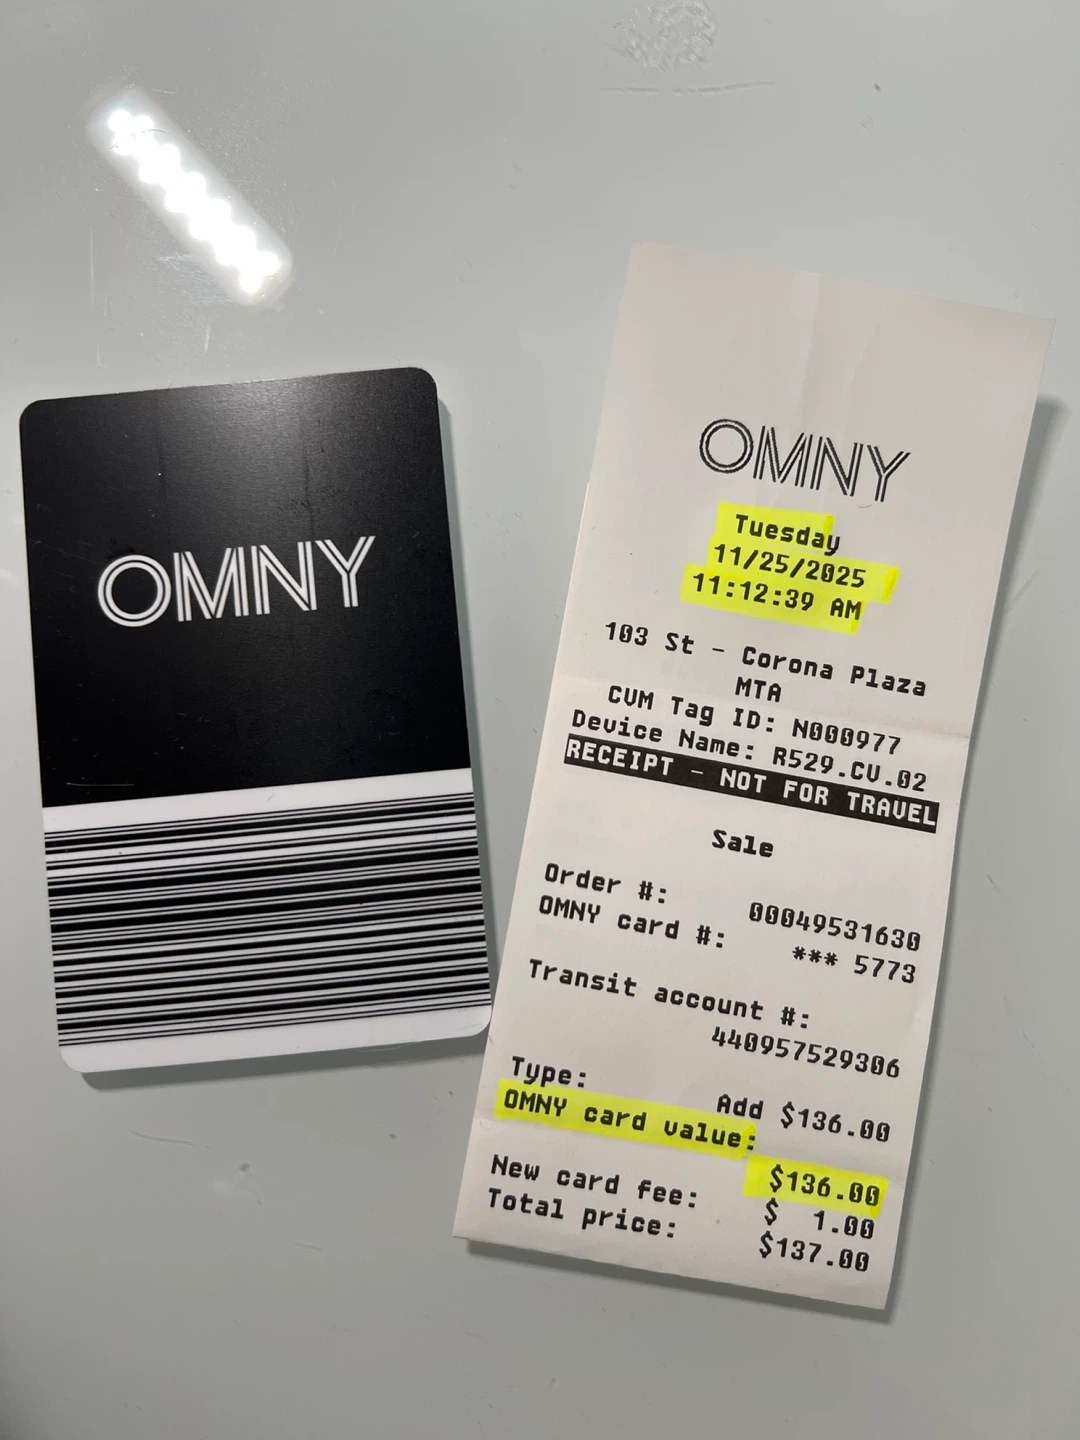 OMNY
OMNY
Tuesday
11/25/2025
11:12:39 AM
103 St - Corona Plaza
MTA
CVM Tag ID: N000977
Device Name: R529.CV.02
RECEIPT - NOT FOR TRAVEL
Sale
Order #: 00049531630
OMNY card #: *** 5773
Transit account #:
440957529306
Type: Add $136.00
OMNY card value: $136.00
New card fee: $ 1.00
Total price: $137.00